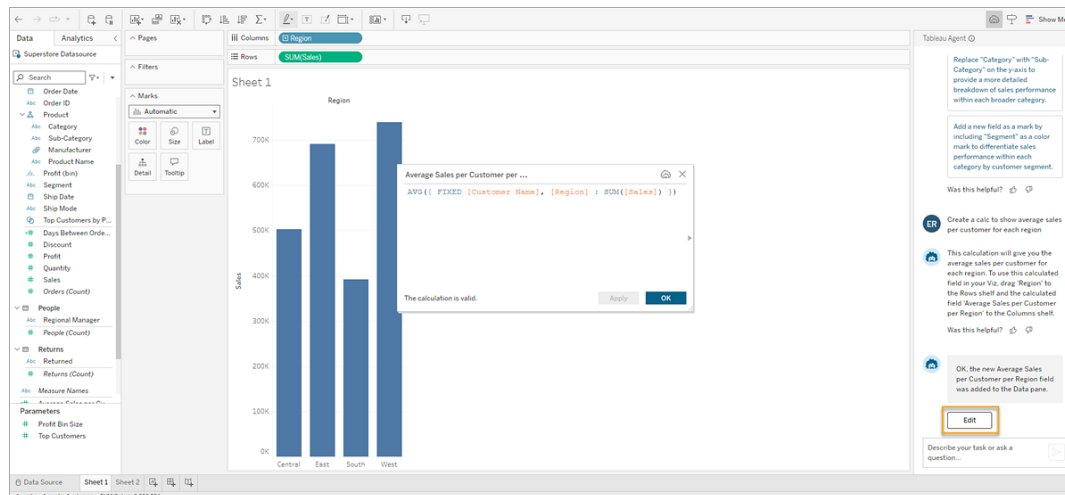 Show Me
Data
Analytics
Pages
Columns
Region
Tableau Agent
Superstore Datasource
Rows
SUM(Sales)
Search
Filters
Order Date
Order ID
Product
Category
Sub-Category
Manufacturer
Product Name
Profit (bin)
Segment
Ship Date
Ship Mode
Top Customers by P...
Days Between Orde...
Discount
Profit
Quantity
Sales
Orders (Count)
People
Regional Manager
People (Count)
Returns
Returned
Returns (Count)
Measure Names
Parameters
Profit Bin Size
Top Customers
Marks
Automatic
Color
Size
Label
Detail
Tooltip
Sheet 1
Region
Sales
700K
600K
500K
400K
300K
200K
100K
0K
Central
East
South
West
Average Sales per Customer per ...
AVG({ FIXED [Customer Name], [Region] : SUM([Sales]) })
The calculation is valid.
Apply
OK
Replace "Category" with "Sub-
Category" on the y-axis to
provide a more detailed
breakdown of sales performance
within each broader category.
Add a new field as a mark by
including "Segment" as a color
mark to differentiate sales
performance within each
category by customer segment.
Was this helpful?
ER
Create a calc to show average sales
per customer for each region
This calculation will give you the
average sales per customer for
each region. To use this calculated
field in your Viz, drag 'Region' to
the Rows shelf and the calculated
field 'Average Sales per Customer
per Region' to the Columns shelf.
Was this helpful?
OK, the new Average Sales
per Customer per Region field
was added to the Data pane.
Edit
Describe your task or ask a
question...
Data Source
Sheet 1
Sheet 2